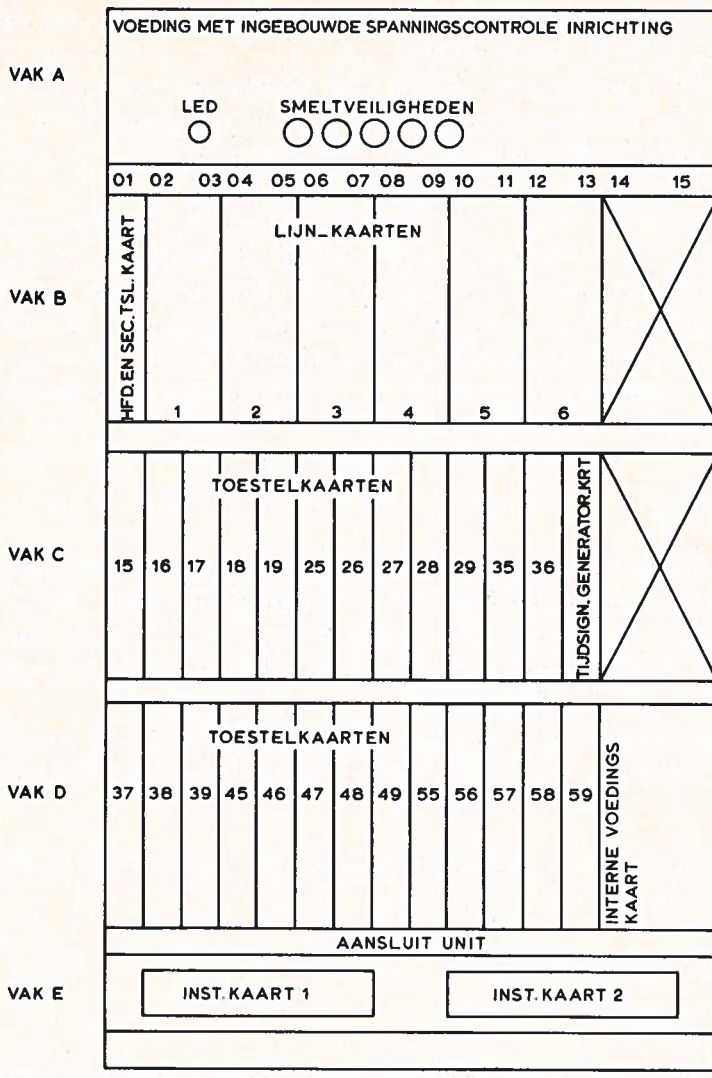 VOEDING MET INGEBOUWDE SPANNINGSCONTROLE INRICHTING
VAK A
LED SMELTVEILIGHEDEN
01 02 03 04 05 06 07 08 09 10 11 12 13 14 15
HFD. EN SEC. TSL. KAART
LIJN_KAARTEN
VAK B
1 2 3 4 5 6
TOESTELKAARTEN
VAK C
15 16 17 18 19 25 26 27 28 29 35 36
TIJDSIGN. GENERATOR_KRT
TOESTELKAARTEN
VAK D
37 38 39 45 46 47 48 49 55 56 57 58 59
INTERNE VOEDINGS
KAART
AANSLUIT UNIT
VAK E
INST. KAART 1 INST. KAART 2